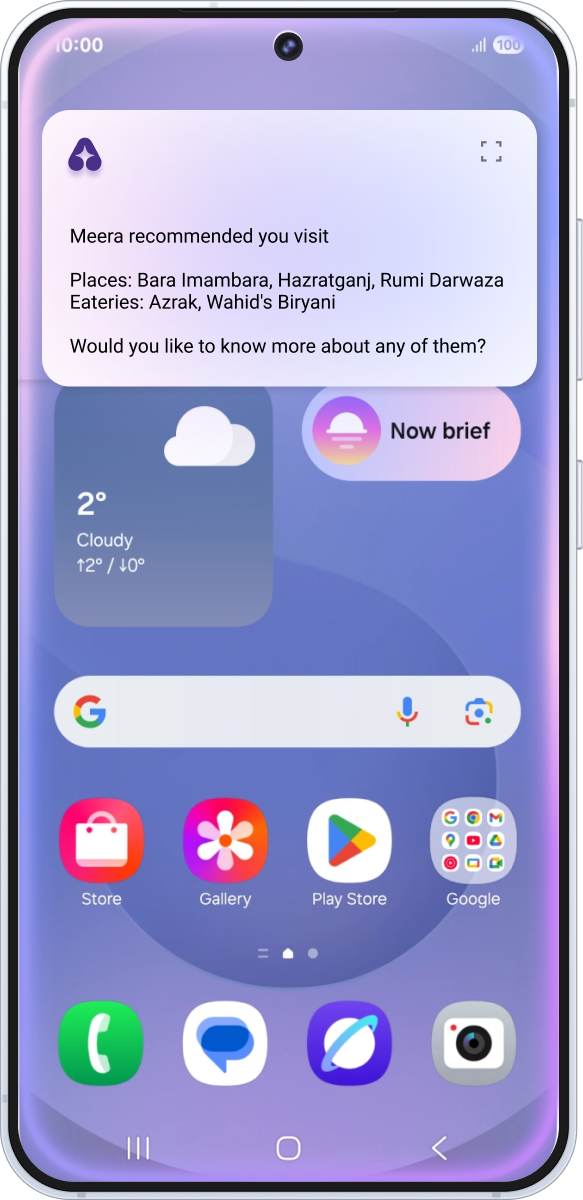 10:00
100
Meera recommended you visit
Places: Bara Imambara, Hazratganj, Rumi Darwaza
Eateries: Azrak, Wahid's Biryani
Would you like to know more about any of them?
Now brief
2°
Cloudy
↑2° / ↓0°
Store
Gallery
Play Store
Google